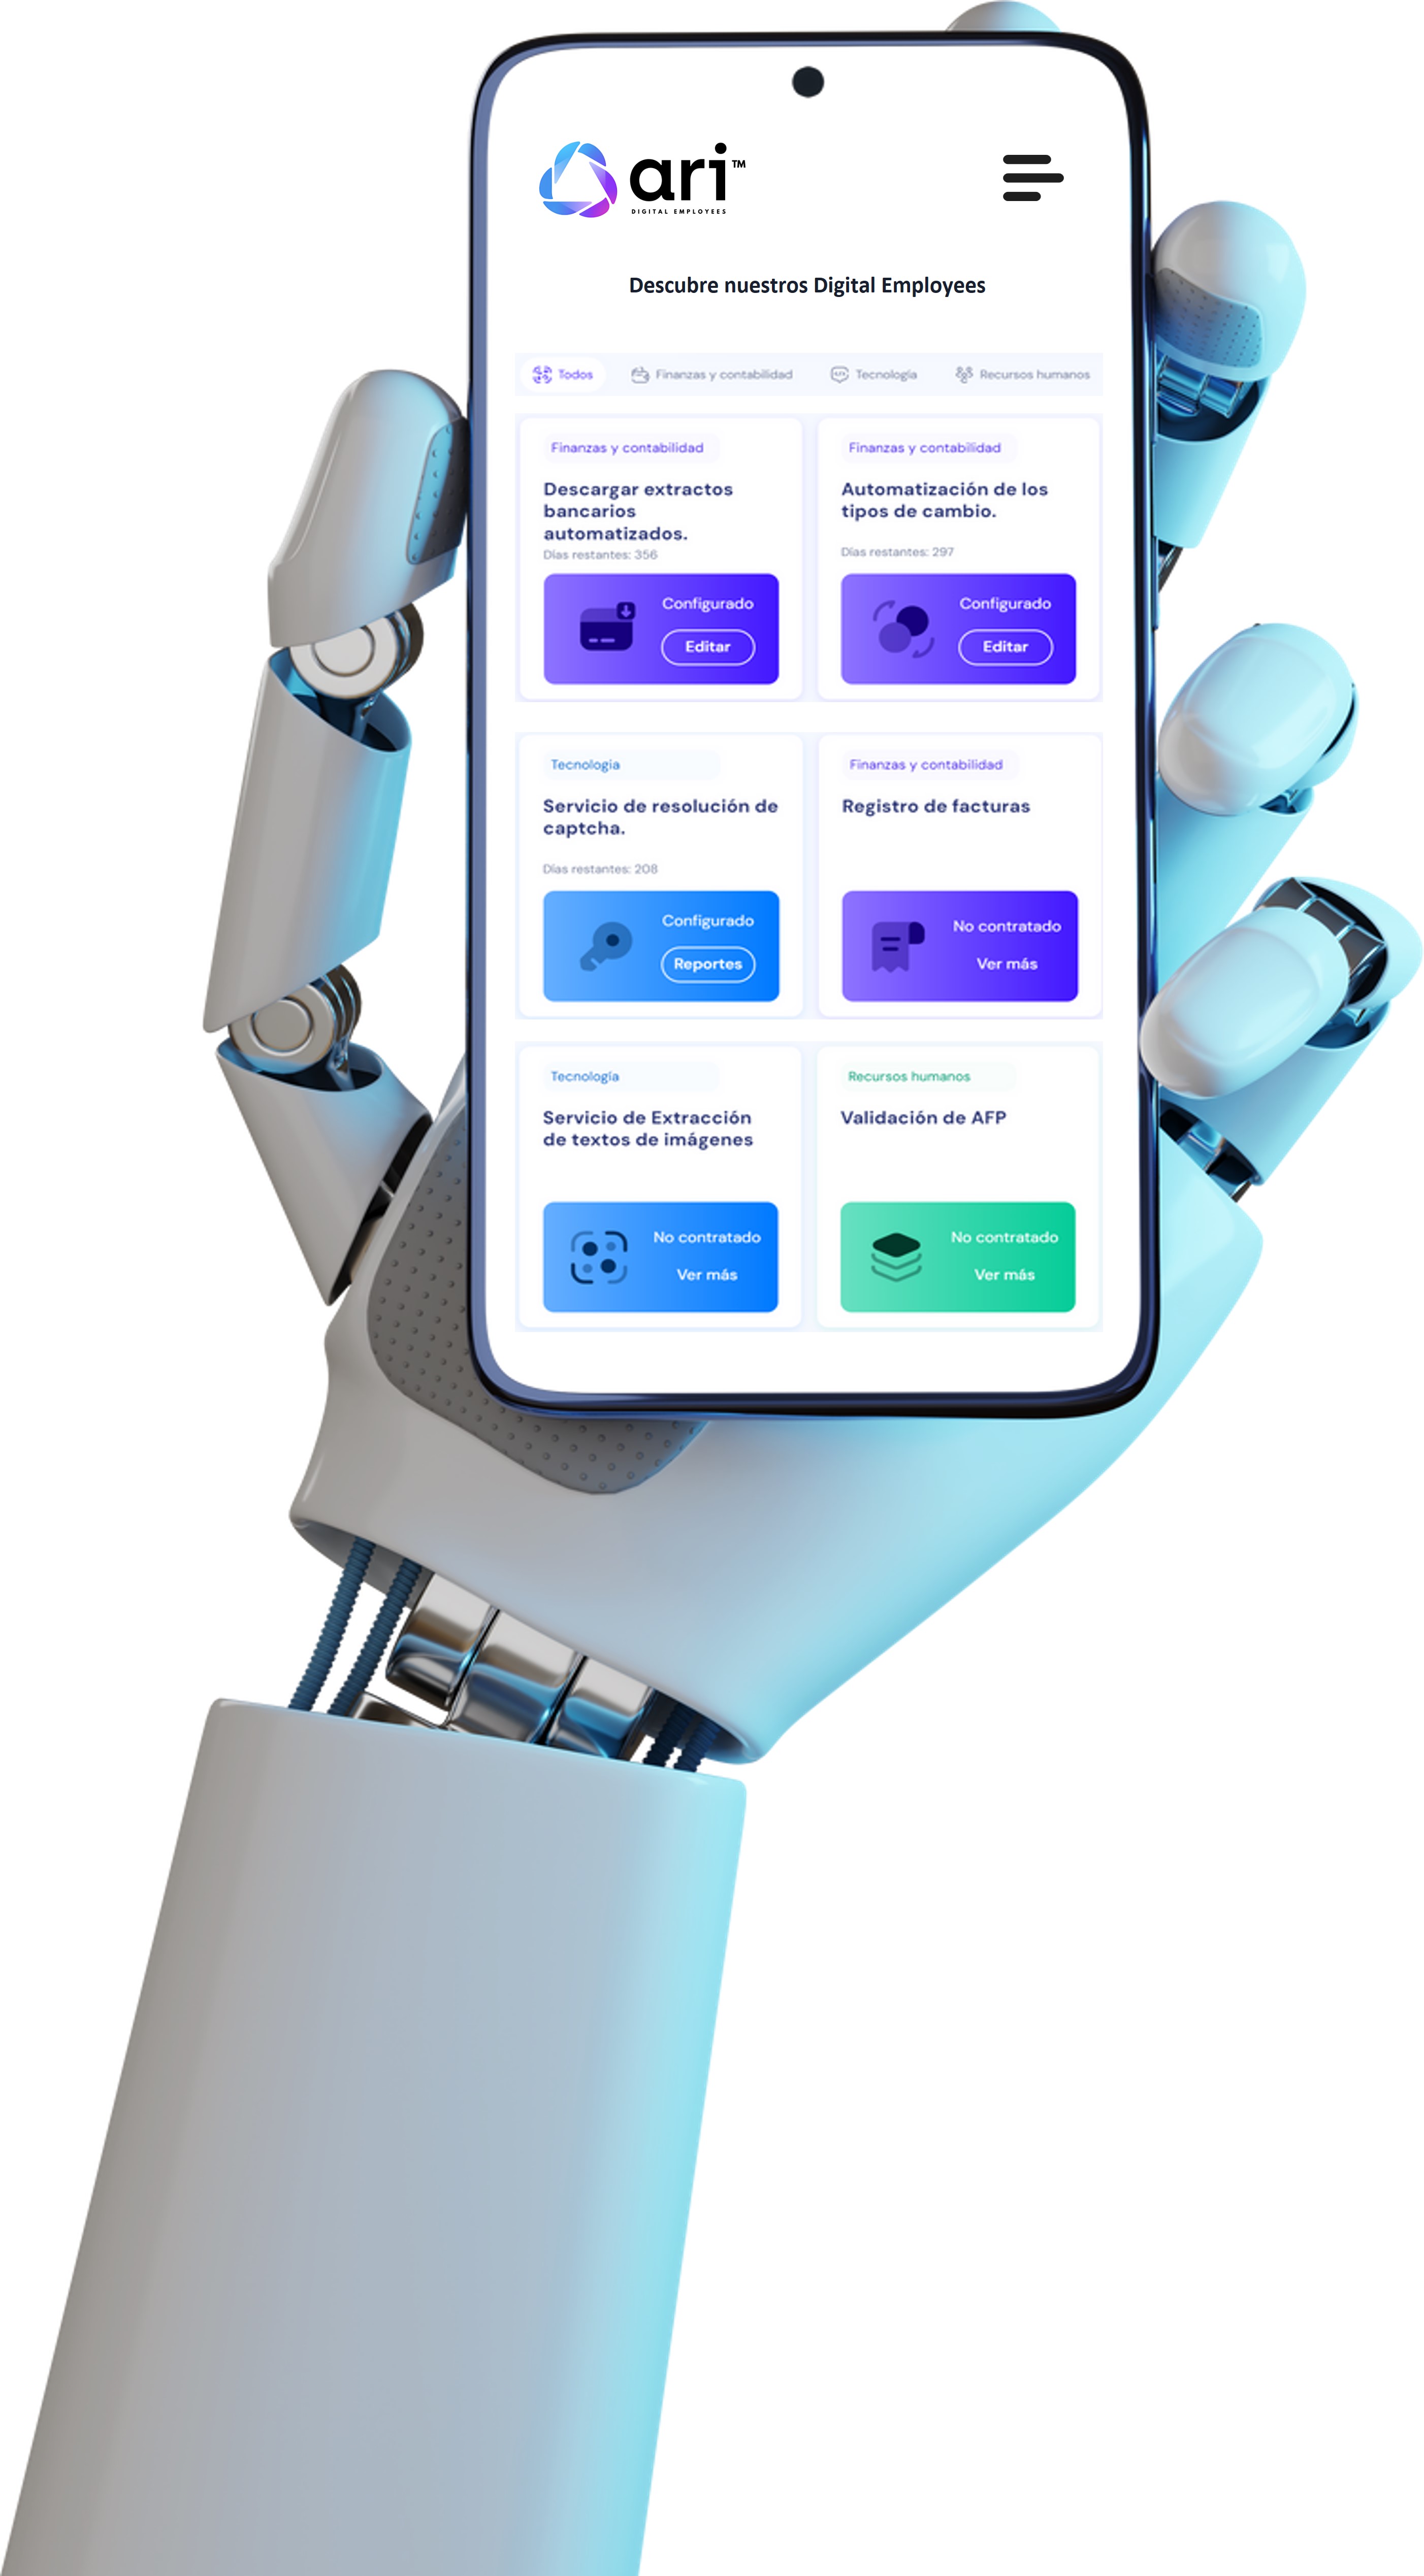 ari™
DIGITAL EMPLOYEES
Descubre nuestros Digital Employees
Todos
Finanzas y contabilidad
Tecnología
Recursos humanos
Finanzas y contabilidad
Descargar extractos
bancarios
automatizados.
Días restantes: 356
Configurado
Editar
Finanzas y contabilidad
Automatización de los
tipos de cambio.
Días restantes: 297
Configurado
Editar
Tecnología
Servicio de resolución de
captcha.
Días restantes: 208
Configurado
Reportes
Finanzas y contabilidad
Registro de facturas
No contratado
Ver más
Tecnología
Servicio de Extracción
de textos de imágenes
No contratado
Ver más
Recursos humanos
Validación de AFP
No contratado
Ver más